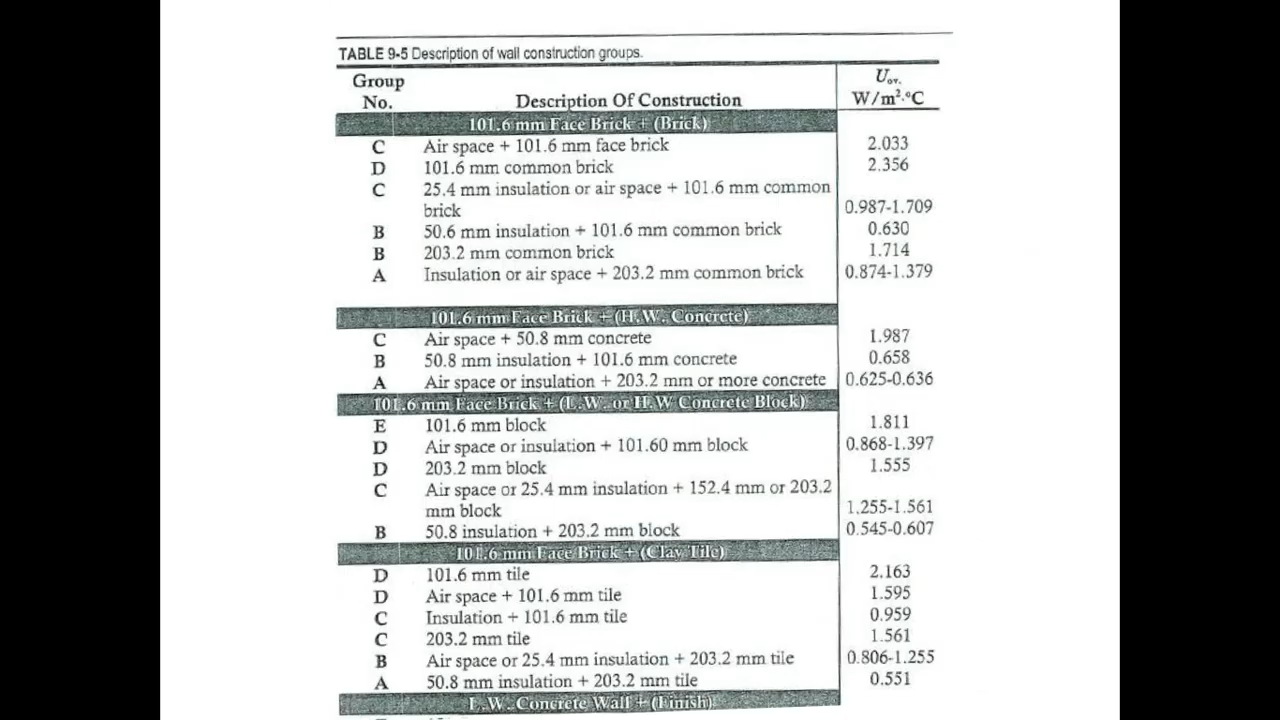 TABLE 9-5 Description of wall construction groups.
Group
No. Description Of Construction Uov. W/m².°C
101.6 mm Face Brick + (Brick)
C Air space + 101.6 mm face brick 2.033
D 101.6 mm common brick 2.356
C 25.4 mm insulation or air space + 101.6 mm common
brick 0.987-1.709
B 50.6 mm insulation + 101.6 mm common brick 0.630
B 203.2 mm common brick 1.714
A Insulation or air space + 203.2 mm common brick 0.874-1.379
101.6 mm Face Brick + (H.W. Concrete)
C Air space + 50.8 mm concrete 1.987
B 50.8 mm insulation + 101.6 mm concrete 0.658
A Air space or insulation + 203.2 mm or more concrete 0.625-0.636
101.6 mm Face Brick + (L.W. or H.W Concrete Block)
E 101.6 mm block 1.811
D Air space or insulation + 101.60 mm block 0.868-1.397
D 203.2 mm block 1.555
C Air space or 25.4 mm insulation + 152.4 mm or 203.2
mm block 1.255-1.561
B 50.8 insulation + 203.2 mm block 0.545-0.607
101.6 mm Face Brick + (Clay Tile)
D 101.6 mm tile 2.163
D Air space + 101.6 mm tile 1.595
C Insulation + 101.6 mm tile 0.959
C 203.2 mm tile 1.561
B Air space or 25.4 mm insulation + 203.2 mm tile 0.806-1.255
A 50.8 mm insulation + 203.2 mm tile 0.551
L.W. Concrete Wall + (Finish)